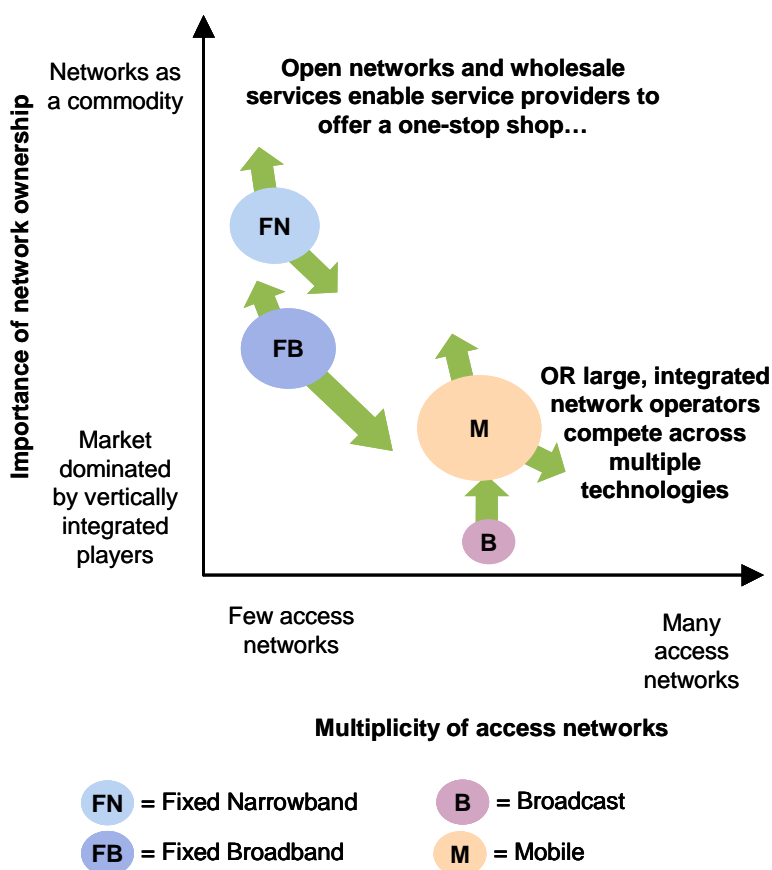 Importance of network ownership
Networks as
a commodity
Open networks and wholesale
services enable service providers to
offer a one-stop shop…
FN
FB
M
B
OR large, integrated
network operators
compete across
multiple
technologies
Market
dominated
by vertically
integrated
players
Few access
networks
Many
access
networks
Multiplicity of access networks
FN = Fixed Narrowband
B = Broadcast
FB = Fixed Broadband
M = Mobile